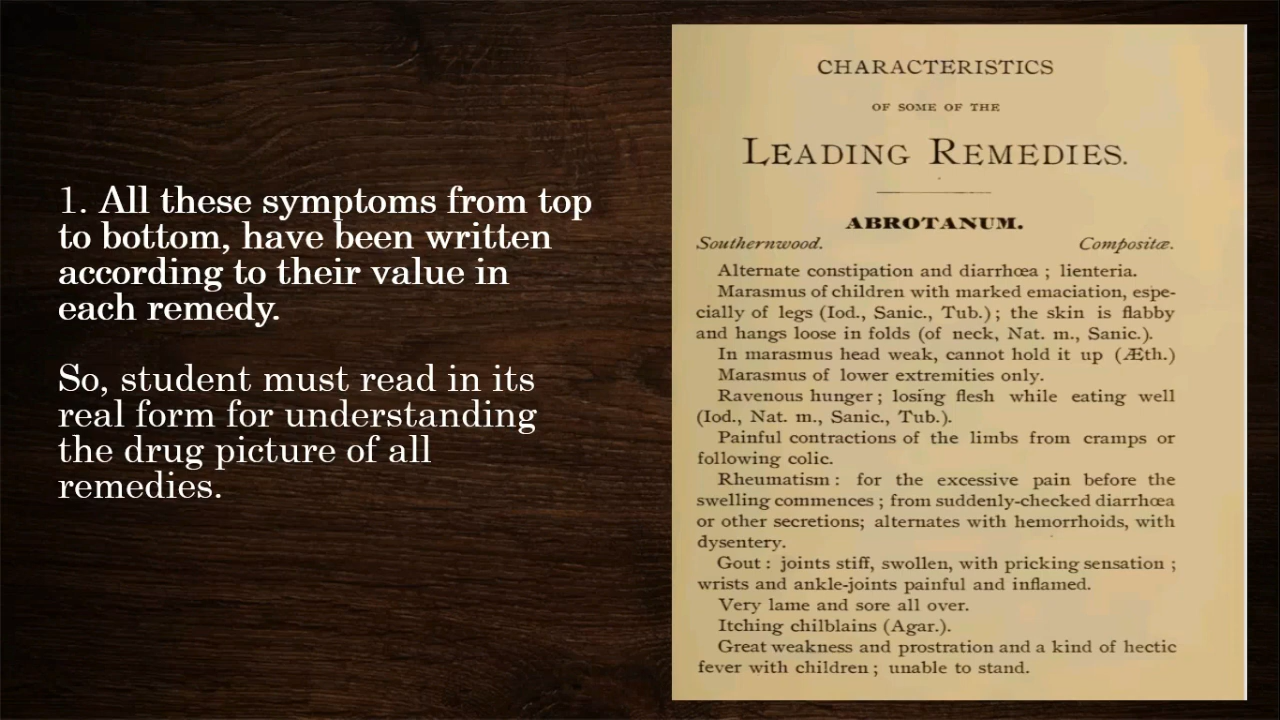 1. All these symptoms from top
to bottom, have been written
according to their value in
each remedy.
So, student must read in its
real form for understanding
the drug picture of all
remedies.
CHARACTERISTICS
OF SOME OF THE
LEADING REMEDIES.
ABROTANUM.
Southernwood. Compositæ.
Alternate constipation and diarrhœa ; lienteria.
Marasmus of children with marked emaciation, espe-
cially of legs (Iod., Sanic., Tub.) ; the skin is flabby
and hangs loose in folds (of neck, Nat. m., Sanic.).
In marasmus head weak, cannot hold it up (Æth.)
Marasmus of lower extremities only.
Ravenous hunger ; losing flesh while eating well
(Iod., Nat. m., Sanic., Tub.).
Painful contractions of the limbs from cramps or
following colic.
Rheumatism : for the excessive pain before the
swelling commences ; from suddenly-checked diarrhœa
or other secretions; alternates with hemorrhoids, with
dysentery.
Gout : joints stiff, swollen, with pricking sensation ;
wrists and ankle-joints painful and inflamed.
Very lame and sore all over.
Itching chilblains (Agar.).
Great weakness and prostration and a kind of hectic
fever with children ; unable to stand.